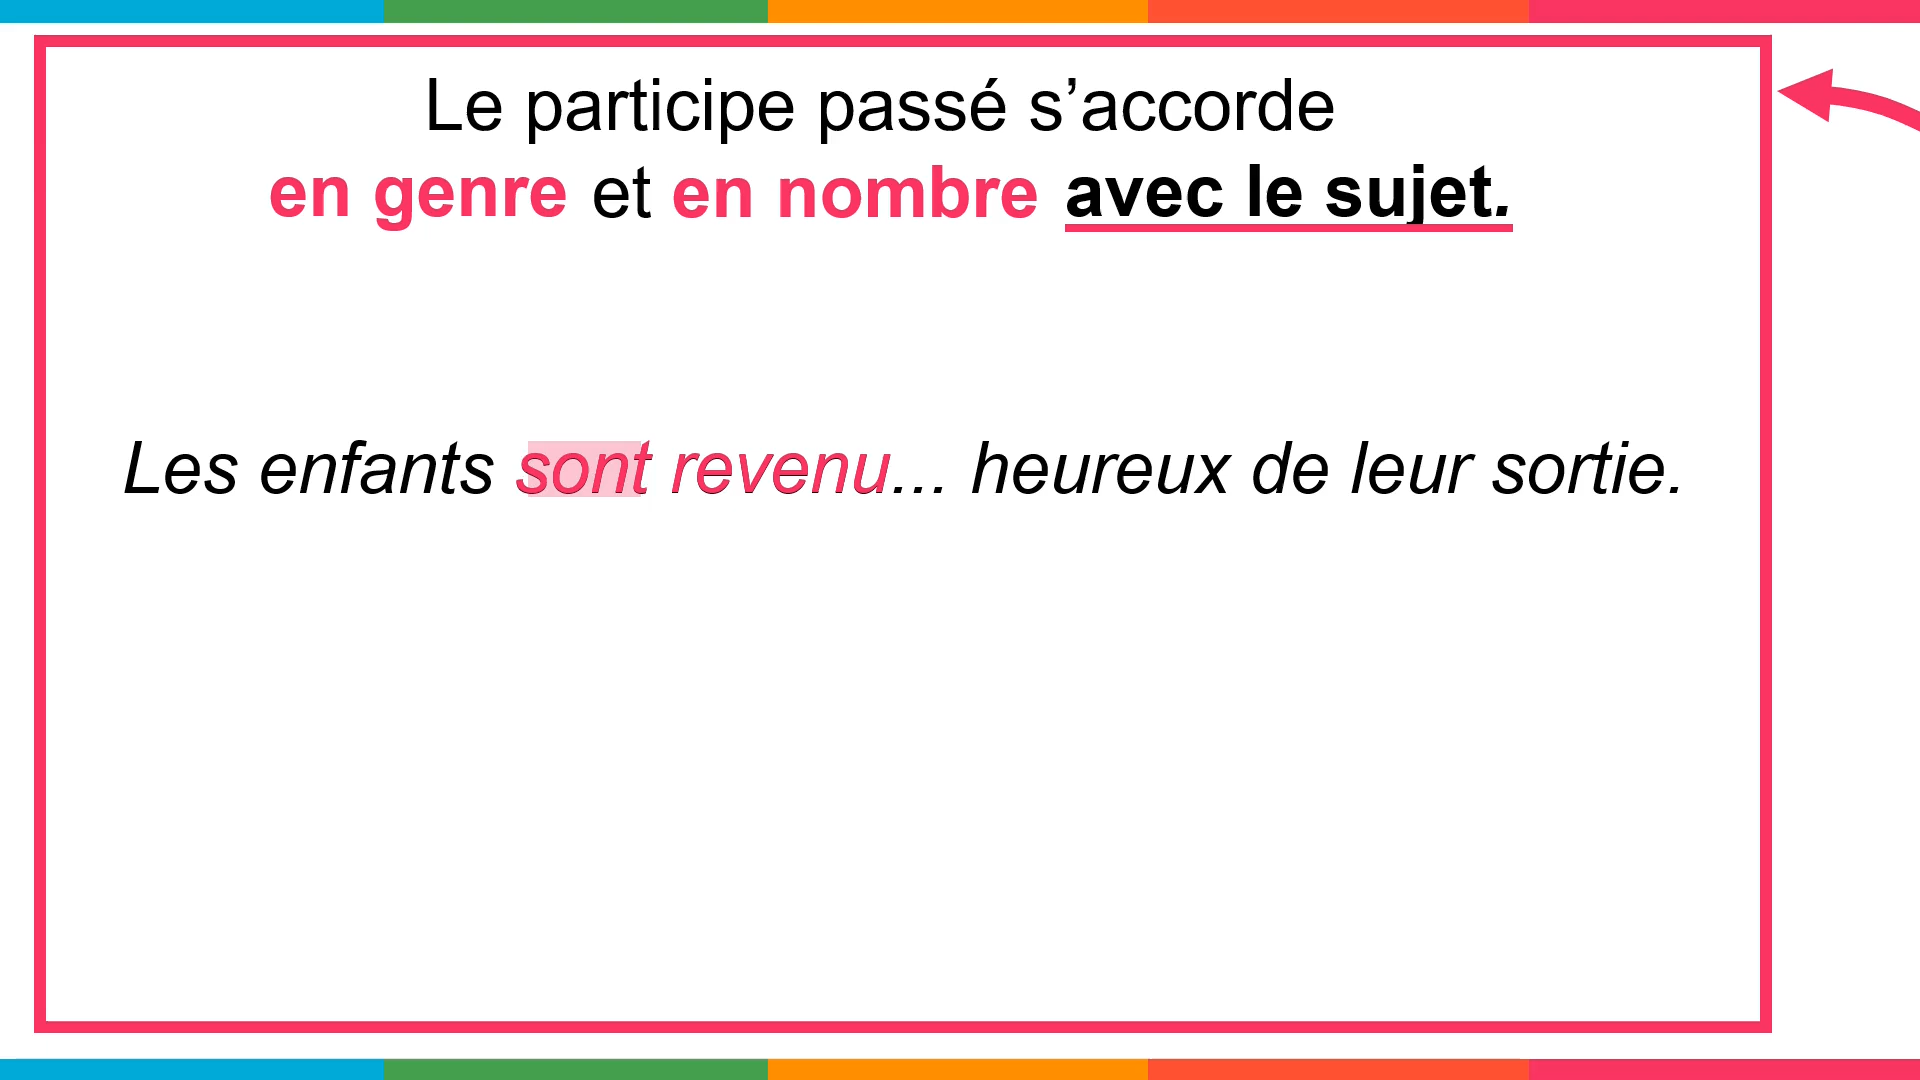 Le participe passé s’accorde
en genre et en nombre avec le sujet.
Les enfants sont revenu... heureux de leur sortie.